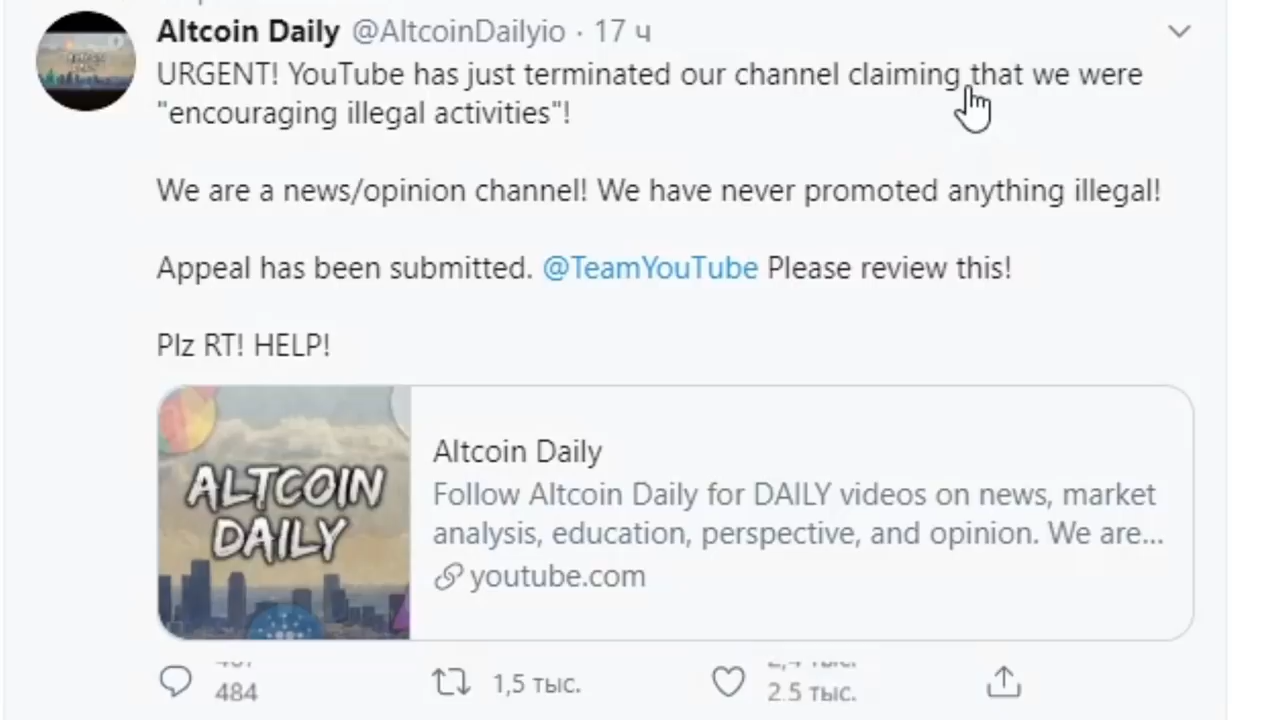 Altcoin Daily @AltcoinDailyio · 17 ч
URGENT! YouTube has just terminated our channel claiming that we were
"encouraging illegal activities"!
We are a news/opinion channel! We have never promoted anything illegal!
Appeal has been submitted. @TeamYouTube Please review this!
Plz RT! HELP!
ALTCOIN
DAILY
Altcoin Daily
Follow Altcoin Daily for DAILY videos on news, market
analysis, education, perspective, and opinion. We are...
youtube.com
484
1,5 тыс.
2.5 тыс.